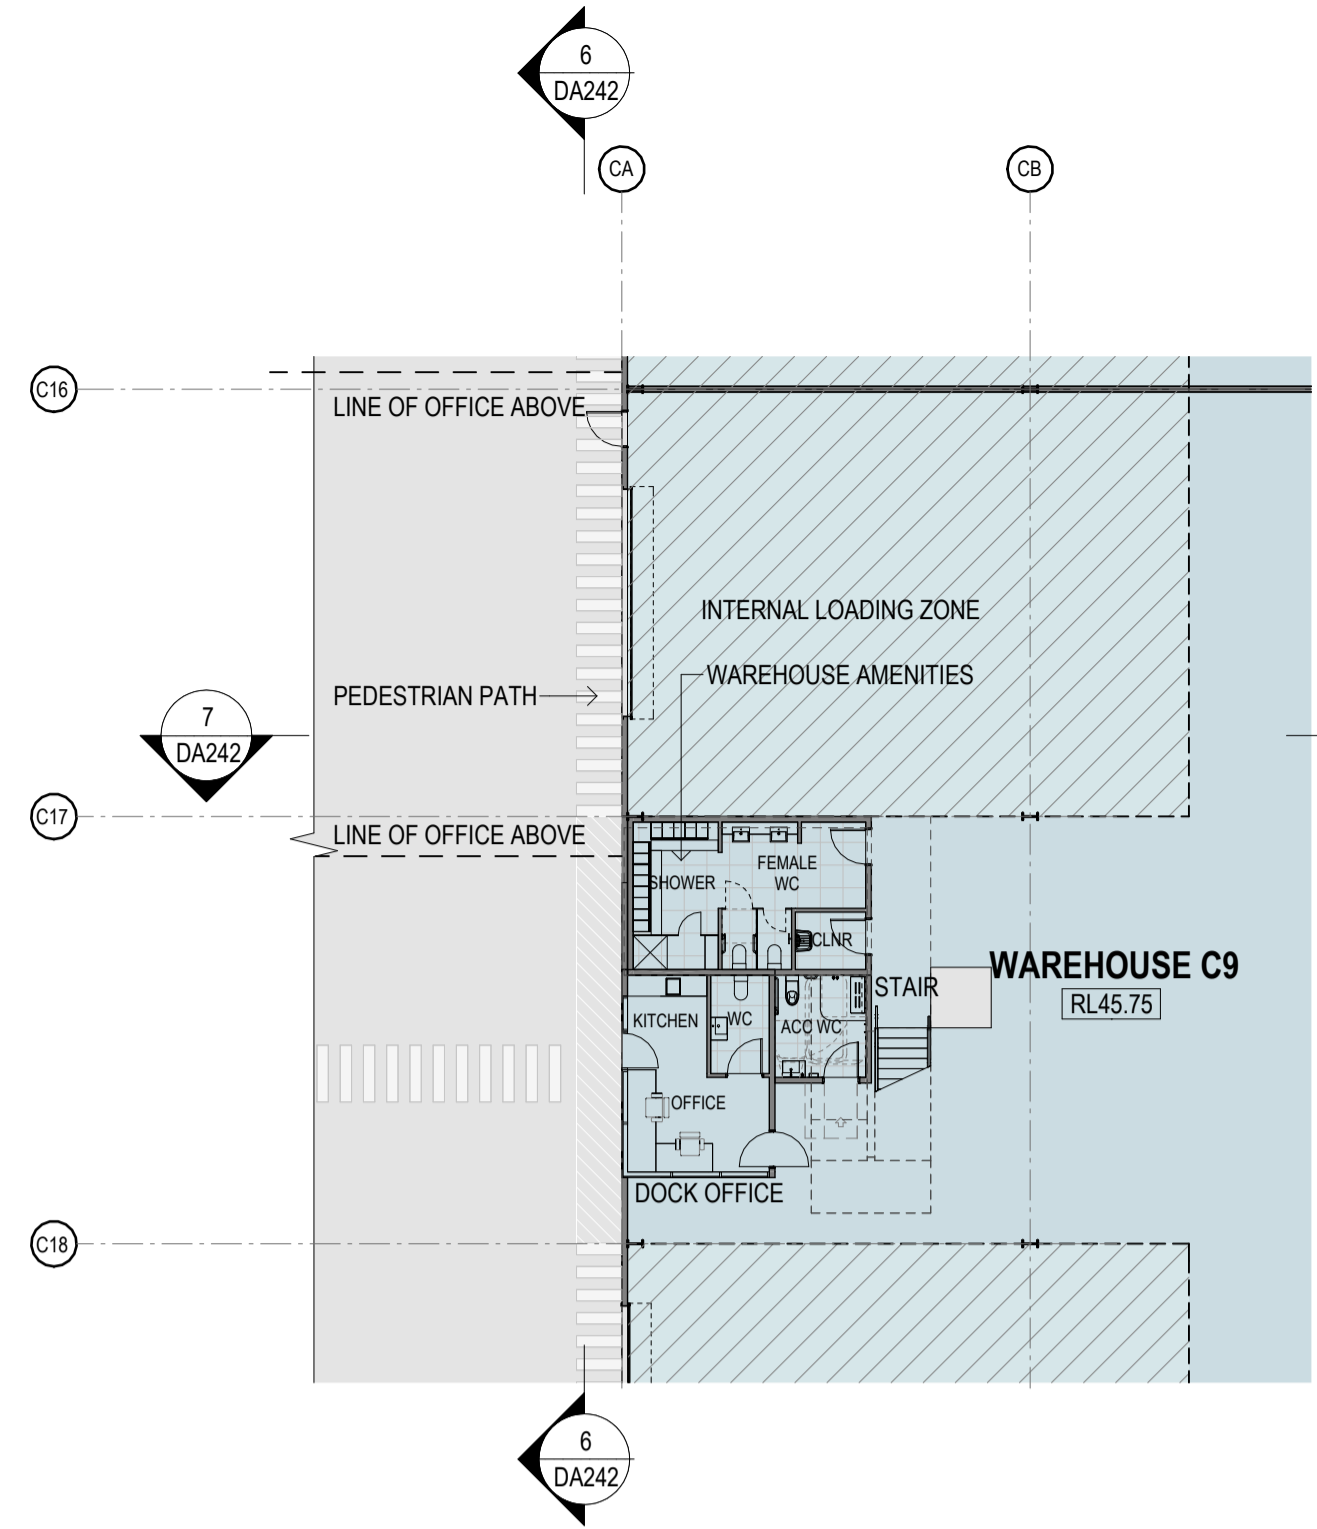 6
DA242
CA
CB
C16
LINE OF OFFICE ABOVE
INTERNAL LOADING ZONE
WAREHOUSE AMENITIES
PEDESTRIAN PATH
7
DA242
C17
LINE OF OFFICE ABOVE
FEMALE
WC
SHOWER
CLNR
WAREHOUSE C9
STAIR
RL45.75
KITCHEN
WC
ACC WC
OFFICE
DOCK OFFICE
C18
6
DA242